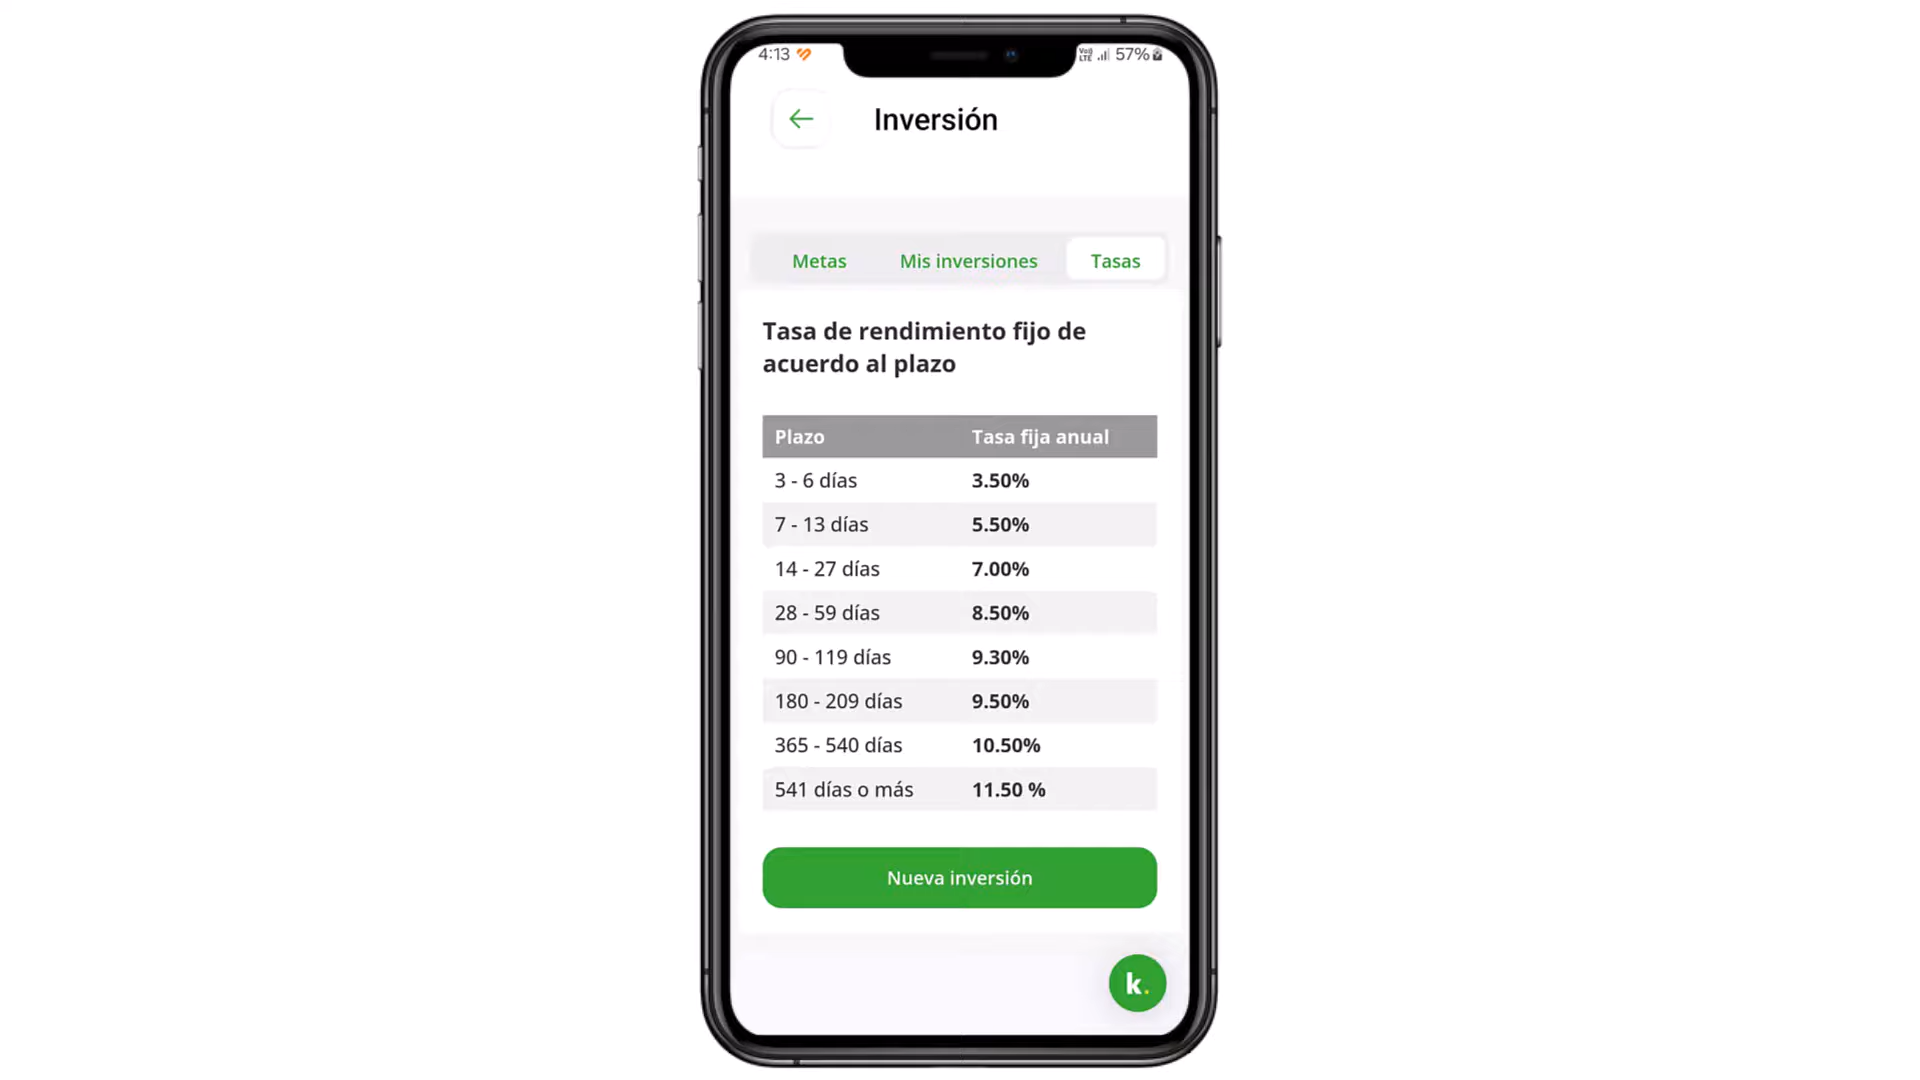 4:13
Vo)) LTE 57%
Inversión
Metas Mis inversiones Tasas
Tasa de rendimiento fijo de
acuerdo al plazo
Plazo Tasa fija anual
3 - 6 días 3.50%
7 - 13 días 5.50%
14 - 27 días 7.00%
28 - 59 días 8.50%
90 - 119 días 9.30%
180 - 209 días 9.50%
365 - 540 días 10.50%
541 días o más 11.50 %
Nueva inversión
k.